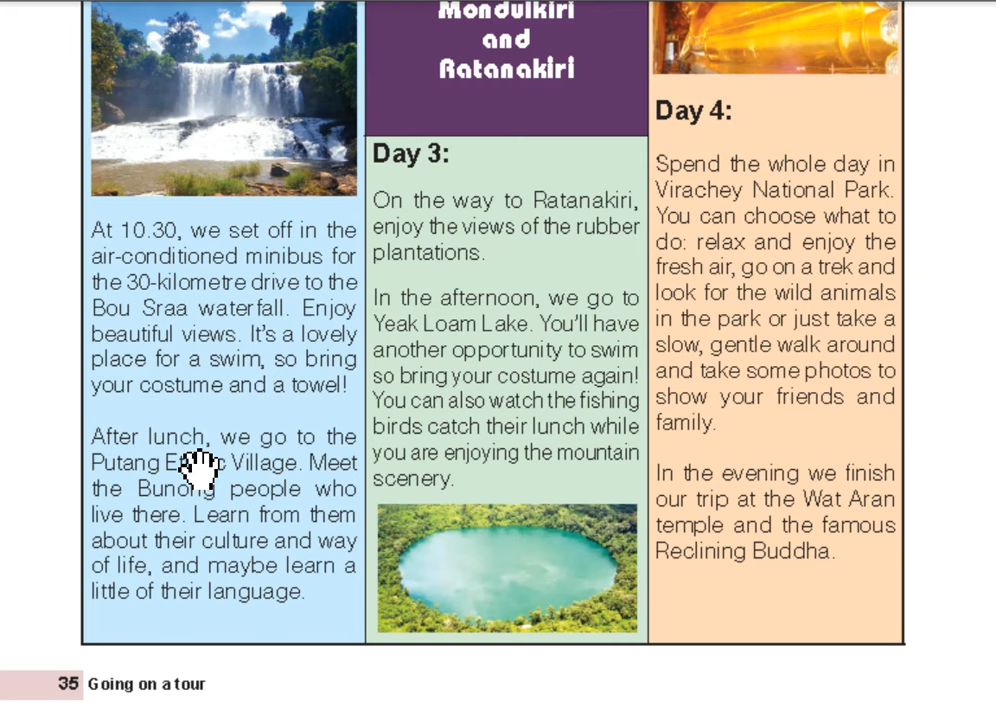 At 10.30, we set off in the
air-conditioned minibus for
the 30-kilometre drive to the
Bou Sraa waterfall. Enjoy
beautiful views. It's a lovely
place for a swim, so bring
your costume and a towel!
After lunch, we go to the
Putang Village. Meet
the Bunong people who
live there. Learn from them
about their culture and way
of life, and maybe learn a
little of their language.
Mondulkiri
and
Ratanakiri
Day 3:
On the way to Ratanakiri,
enjoy the views of the rubber
plantations.
In the afternoon, we go to
Yeak Loam Lake. You'll have
another opportunity to swim
so bring your costume again!
You can also watch the fishing
birds catch their lunch while
you are enjoying the mountain
scenery.
Day 4:
Spend the whole day in
Virachey National Park.
You can choose what to
do: relax and enjoy the
fresh air, go on a trek and
look for the wild animals
in the park or just take a
slow, gentle walk around
and take some photos to
show your friends and
family.
In the evening we finish
our trip at the Wat Aran
temple and the famous
Reclining Buddha.
35 Going on a tour